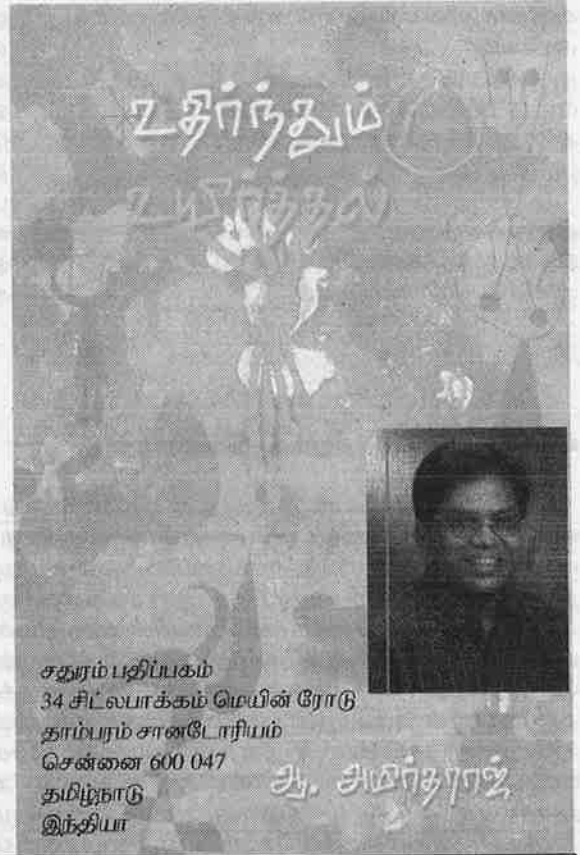 உதிர்ந்தும்
உயிர்த்தல்
சதுரம் பதிப்பகம்
34 சிட்லபாக்கம் மெயின் ரோடு
தாம்பரம் சானடோரியம்
சென்னை 600 047
தமிழ்நாடு
இந்தியா
ஆ. அமிர்தராஜ்